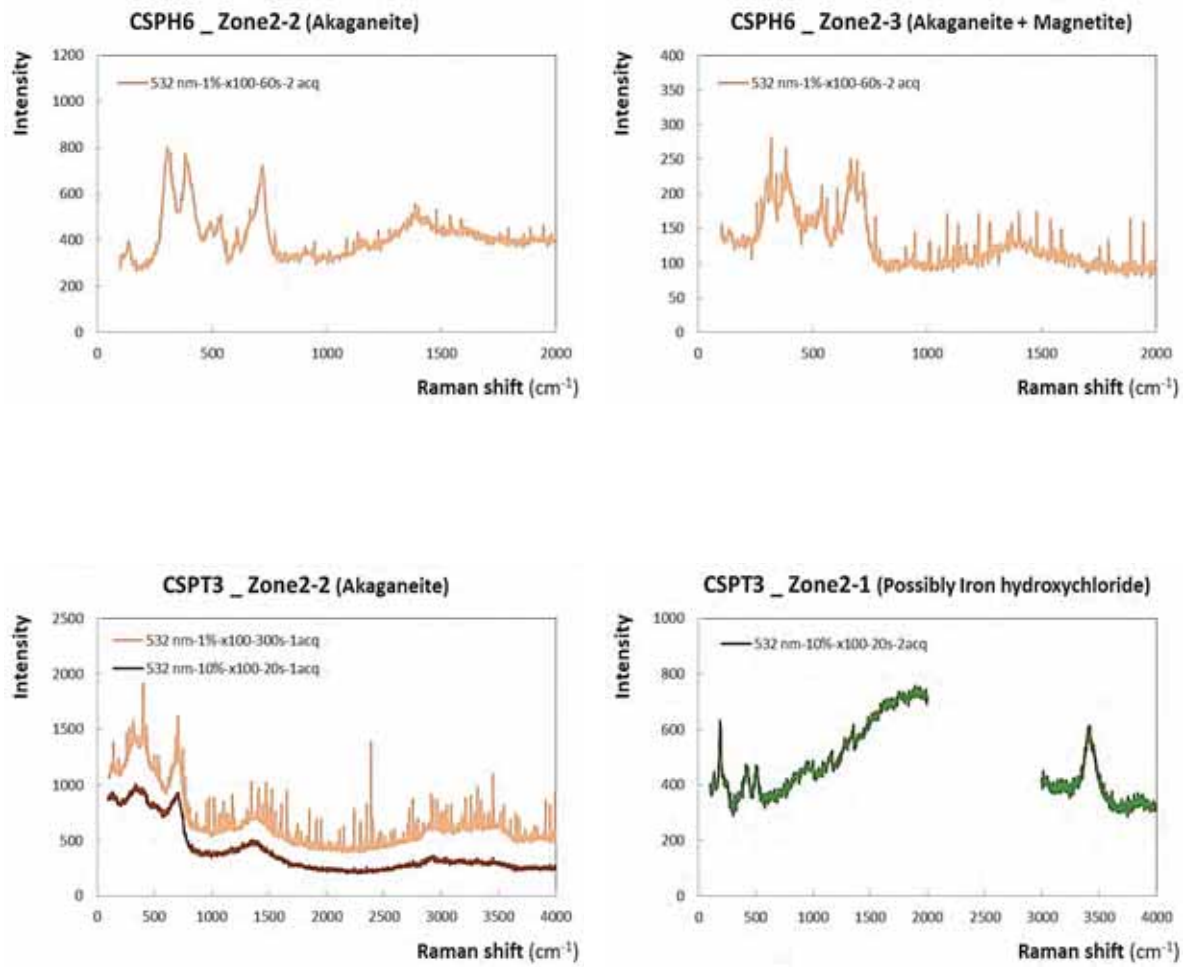 CSPH6 _ Zone2-2 (Akaganeite)
Intensity
1200
1000
800
600
400
200
0
532 nm-1%-x100-60s-2 acq
0 500 1000 1500 2000
Raman shift (cm-1)
CSPH6 _ Zone2-3 (Akaganeite + Magnetite)
Intensity
400
350
300
250
200
150
100
50
0
532 nm-1%-x100-60s-2 acq
0 500 1000 1500 2000
Raman shift (cm-1)
CSPT3 _ Zone2-2 (Akaganeite)
Intensity
2500
2000
1500
1000
500
0
532 nm-1%-x100-300s-1acq
532 nm-10%-x100-20s-1acq
0 500 1000 1500 2000 2500 3000 3500 4000
Raman shift (cm-1)
CSPT3 _ Zone2-1 (Possibly Iron hydroxychloride)
Intensity
1000
800
600
400
200
0
532 nm-10%-x100-20s-2acq
0 500 1000 1500 2000 3000 3500 4000
Raman shift (cm-1)